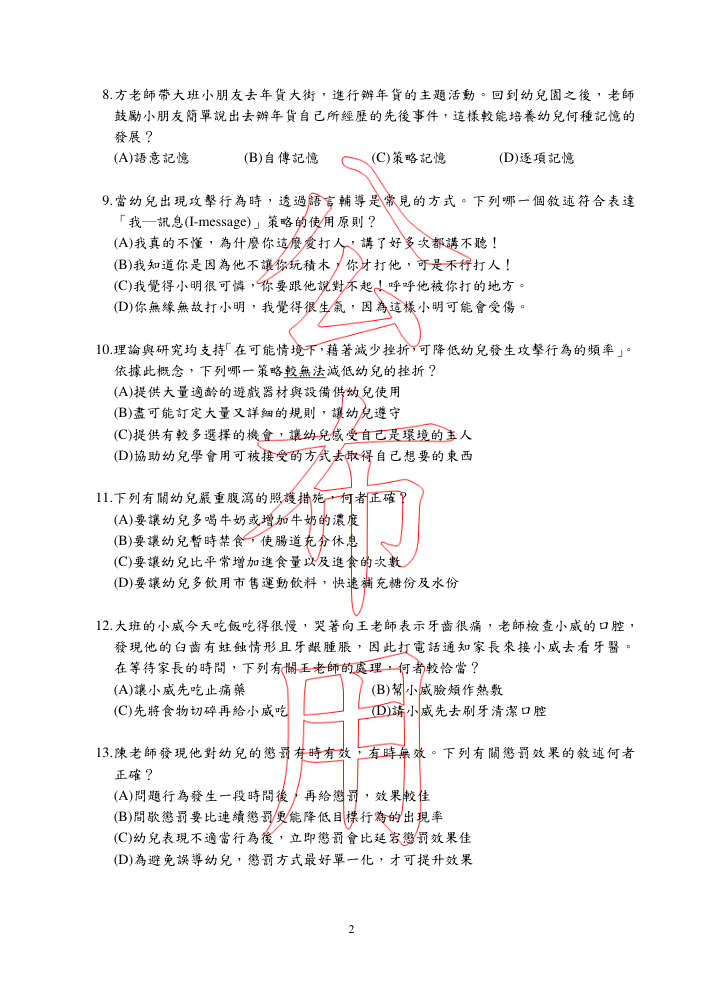 8.方老師帶大班小朋友去年貨大街，進行辦年貨的主題活動。回到幼兒園之後，老師
鼓勵小朋友簡單說出去辦年貨自己所經歷的先後事件，這樣較能培養幼兒何種記憶的
發展？
(A)語意記憶 (B)自傳記憶 (C)策略記憶 (D)逐項記憶
9.當幼兒出現攻擊行為時，透過語言輔導是常見的方式。下列哪一個敘述符合表達
「我—訊息(I-message)」策略的使用原則？
(A)我真的不懂，為什麼你這麼愛打人，講了好多次都講不聽！
(B)我知道你是因為他不讓你玩積木，你才打他，可是不行打人！
(C)我覺得小明很可憐，你要跟他說對不起！呼呼他被你打的地方。
(D)你無緣無故打小明，我覺得很生氣，因為這樣小明可能會受傷。
10.理論與研究均支持「在可能情境下，藉著減少挫折，可降低幼兒發生攻擊行為的頻率」。
依據此概念，下列哪一策略較無法減低幼兒的挫折？
(A)提供大量適齡的遊戲器材與設備供幼兒使用
(B)盡可能訂定大量又詳細的規則，讓幼兒遵守
(C)提供有較多選擇的機會，讓幼兒感受自己是環境的主人
(D)協助幼兒學會用可被接受的方式去取得自己想要的東西
11.下列有關幼兒嚴重腹瀉的照護措施，何者正確？
(A)要讓幼兒多喝牛奶或增加牛奶的濃度
(B)要讓幼兒暫時禁食，使腸道充分休息
(C)要讓幼兒比平常增加進食量以及進食的次數
(D)要讓幼兒多飲用市售運動飲料，快速補充糖份及水份
12.大班的小威今天吃飯吃得很慢，哭著向王老師表示牙齒很痛，老師檢查小威的口腔，
發現他的臼齒有蛀蝕情形且牙齦腫脹，因此打電話通知家長來接小威去看牙醫。
在等待家長的時間，下列有關王老師的處理，何者較恰當？
(A)讓小威先吃止痛藥 (B)幫小威臉頰作熱敷
(C)先將食物切碎再給小威吃 (D)請小威先去刷牙清潔口腔
13.陳老師發現他對幼兒的懲罰有時有效，有時無效。下列有關懲罰效果的敘述何者
正確？
(A)問題行為發生一段時間後，再給懲罰，效果較佳
(B)間歇懲罰要比連續懲罰更能降低目標行為的出現率
(C)幼兒表現不適當行為後，立即懲罰會比延宕懲罰效果佳
(D)為避免誤導幼兒，懲罰方式最好單一化，才可提升效果
公布用
2